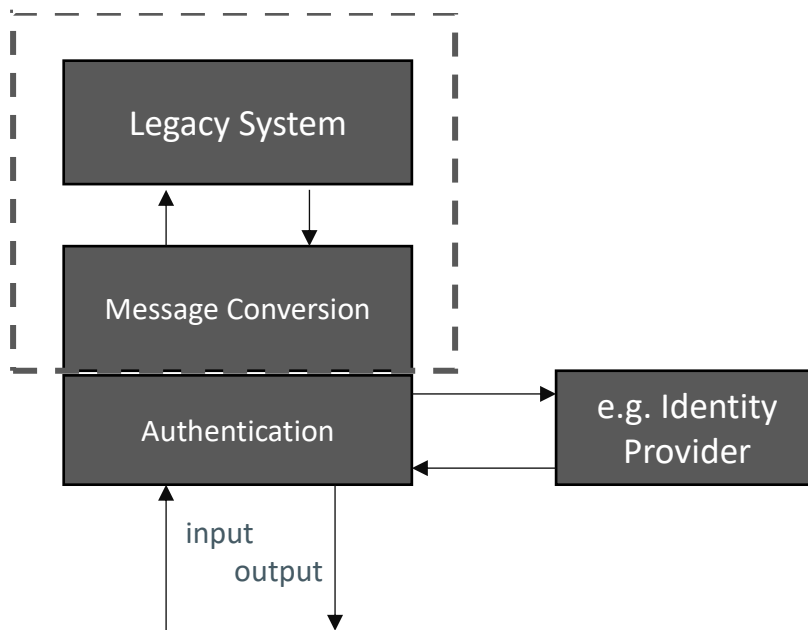 Legacy System
Message Conversion
Authentication
e.g. Identity
Provider
input
output